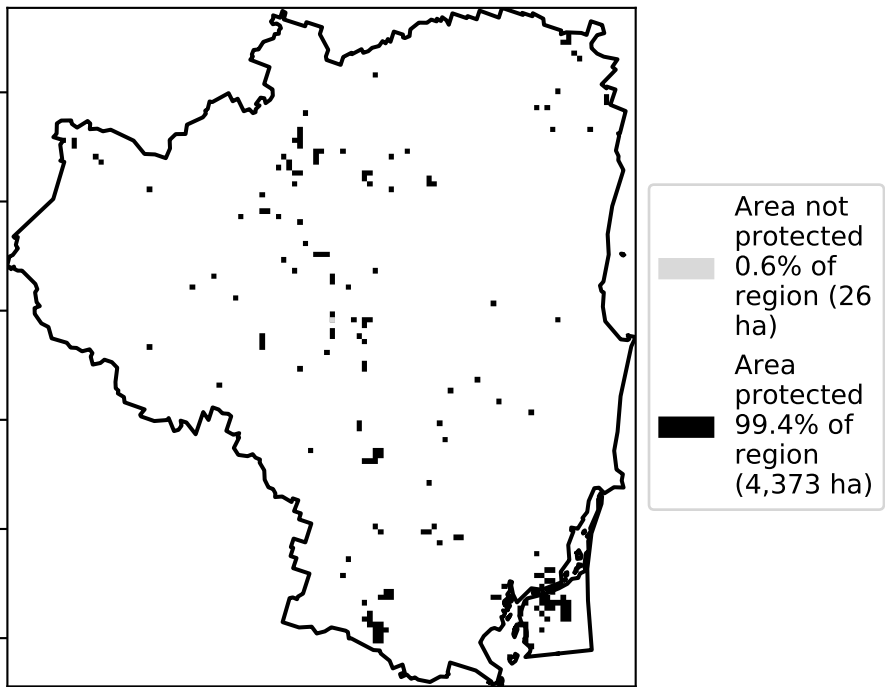 Area not
protected
0.6% of
region (26
ha)
Area
protected
99.4% of
region
(4,373 ha)